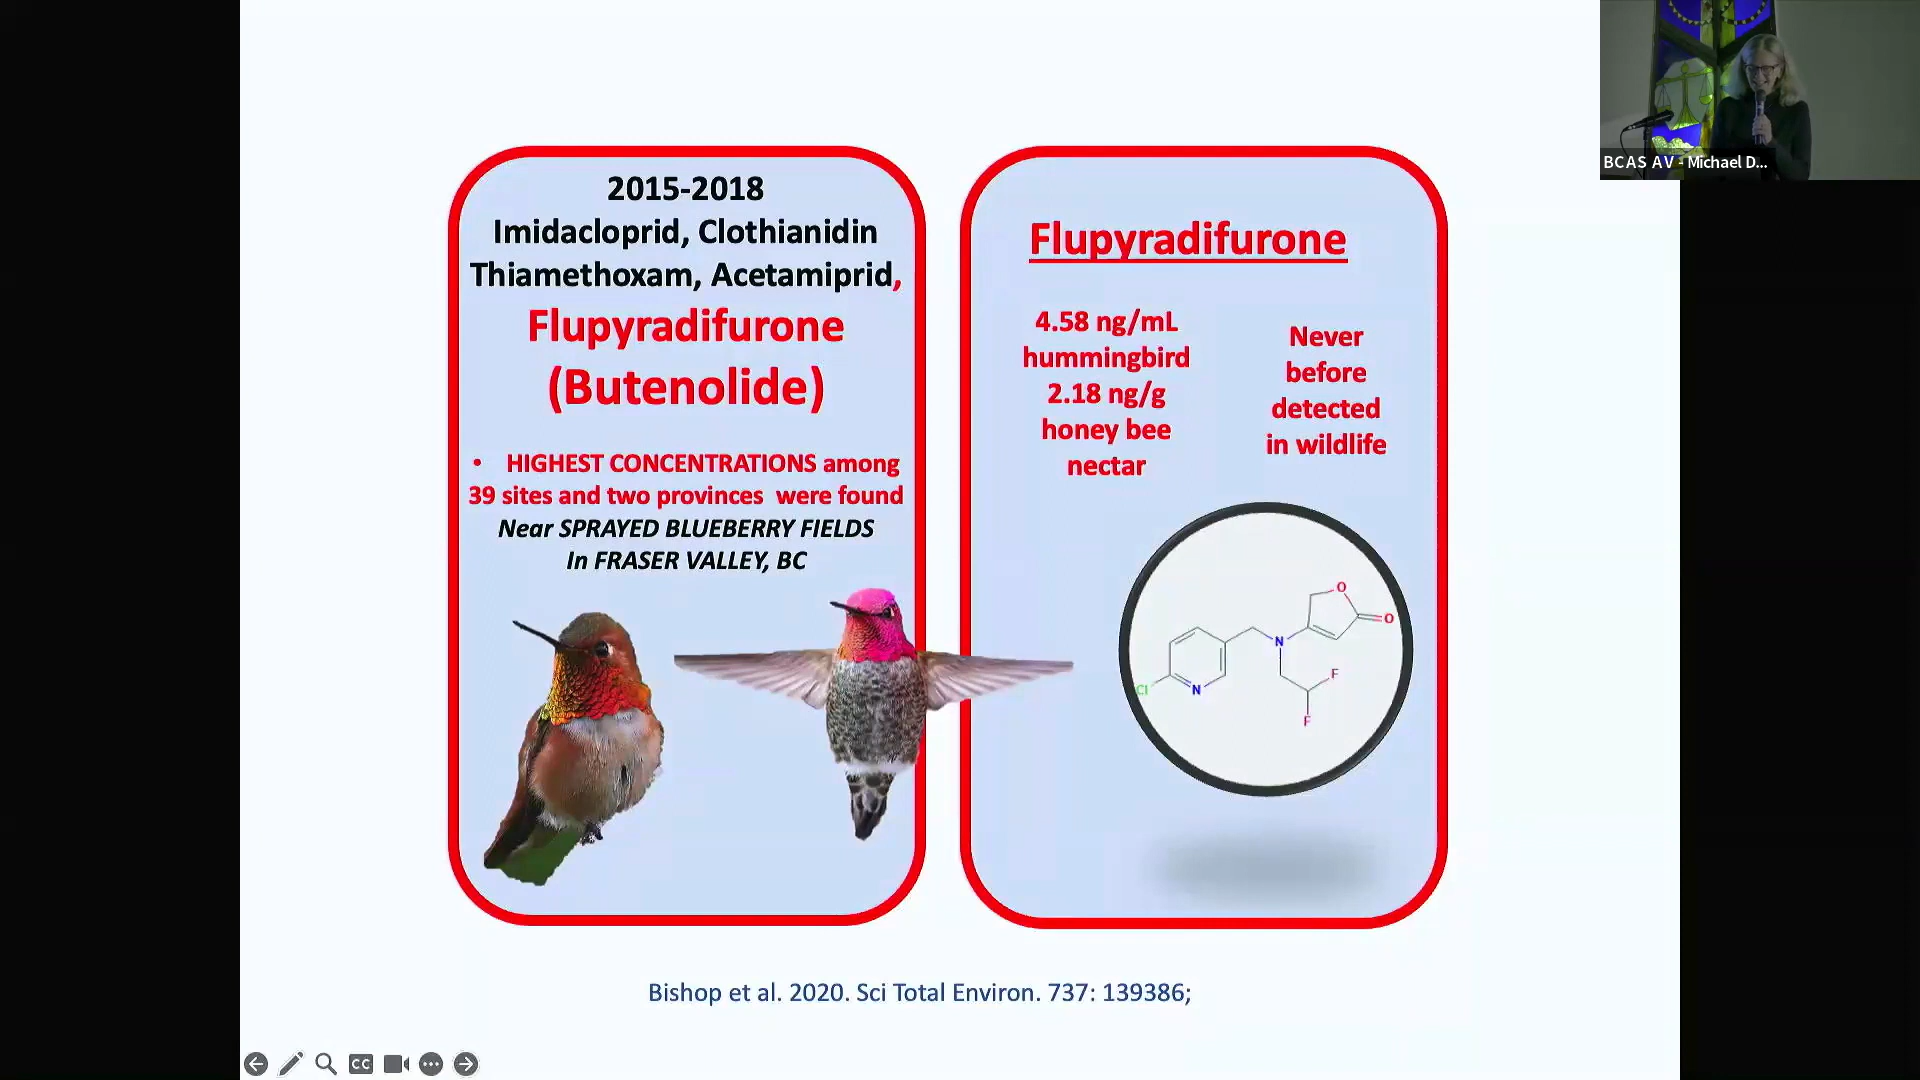 2015-2018
Imidacloprid, Clothianidin
Thiamethoxam, Acetamiprid,
Flupyradifurone
(Butenolide)
• HIGHEST CONCENTRATIONS among
39 sites and two provinces were found
Near SPRAYED BLUEBERRY FIELDS
In FRASER VALLEY, BC
Flupyradifurone
4.58 ng/mL
hummingbird
2.18 ng/g
honey bee
nectar
Never
before
detected
in wildlife
O
O
N
F
F
Cl
N
Bishop et al. 2020. Sci Total Environ. 737: 139386;
BCAS AV - Michael D...
CC